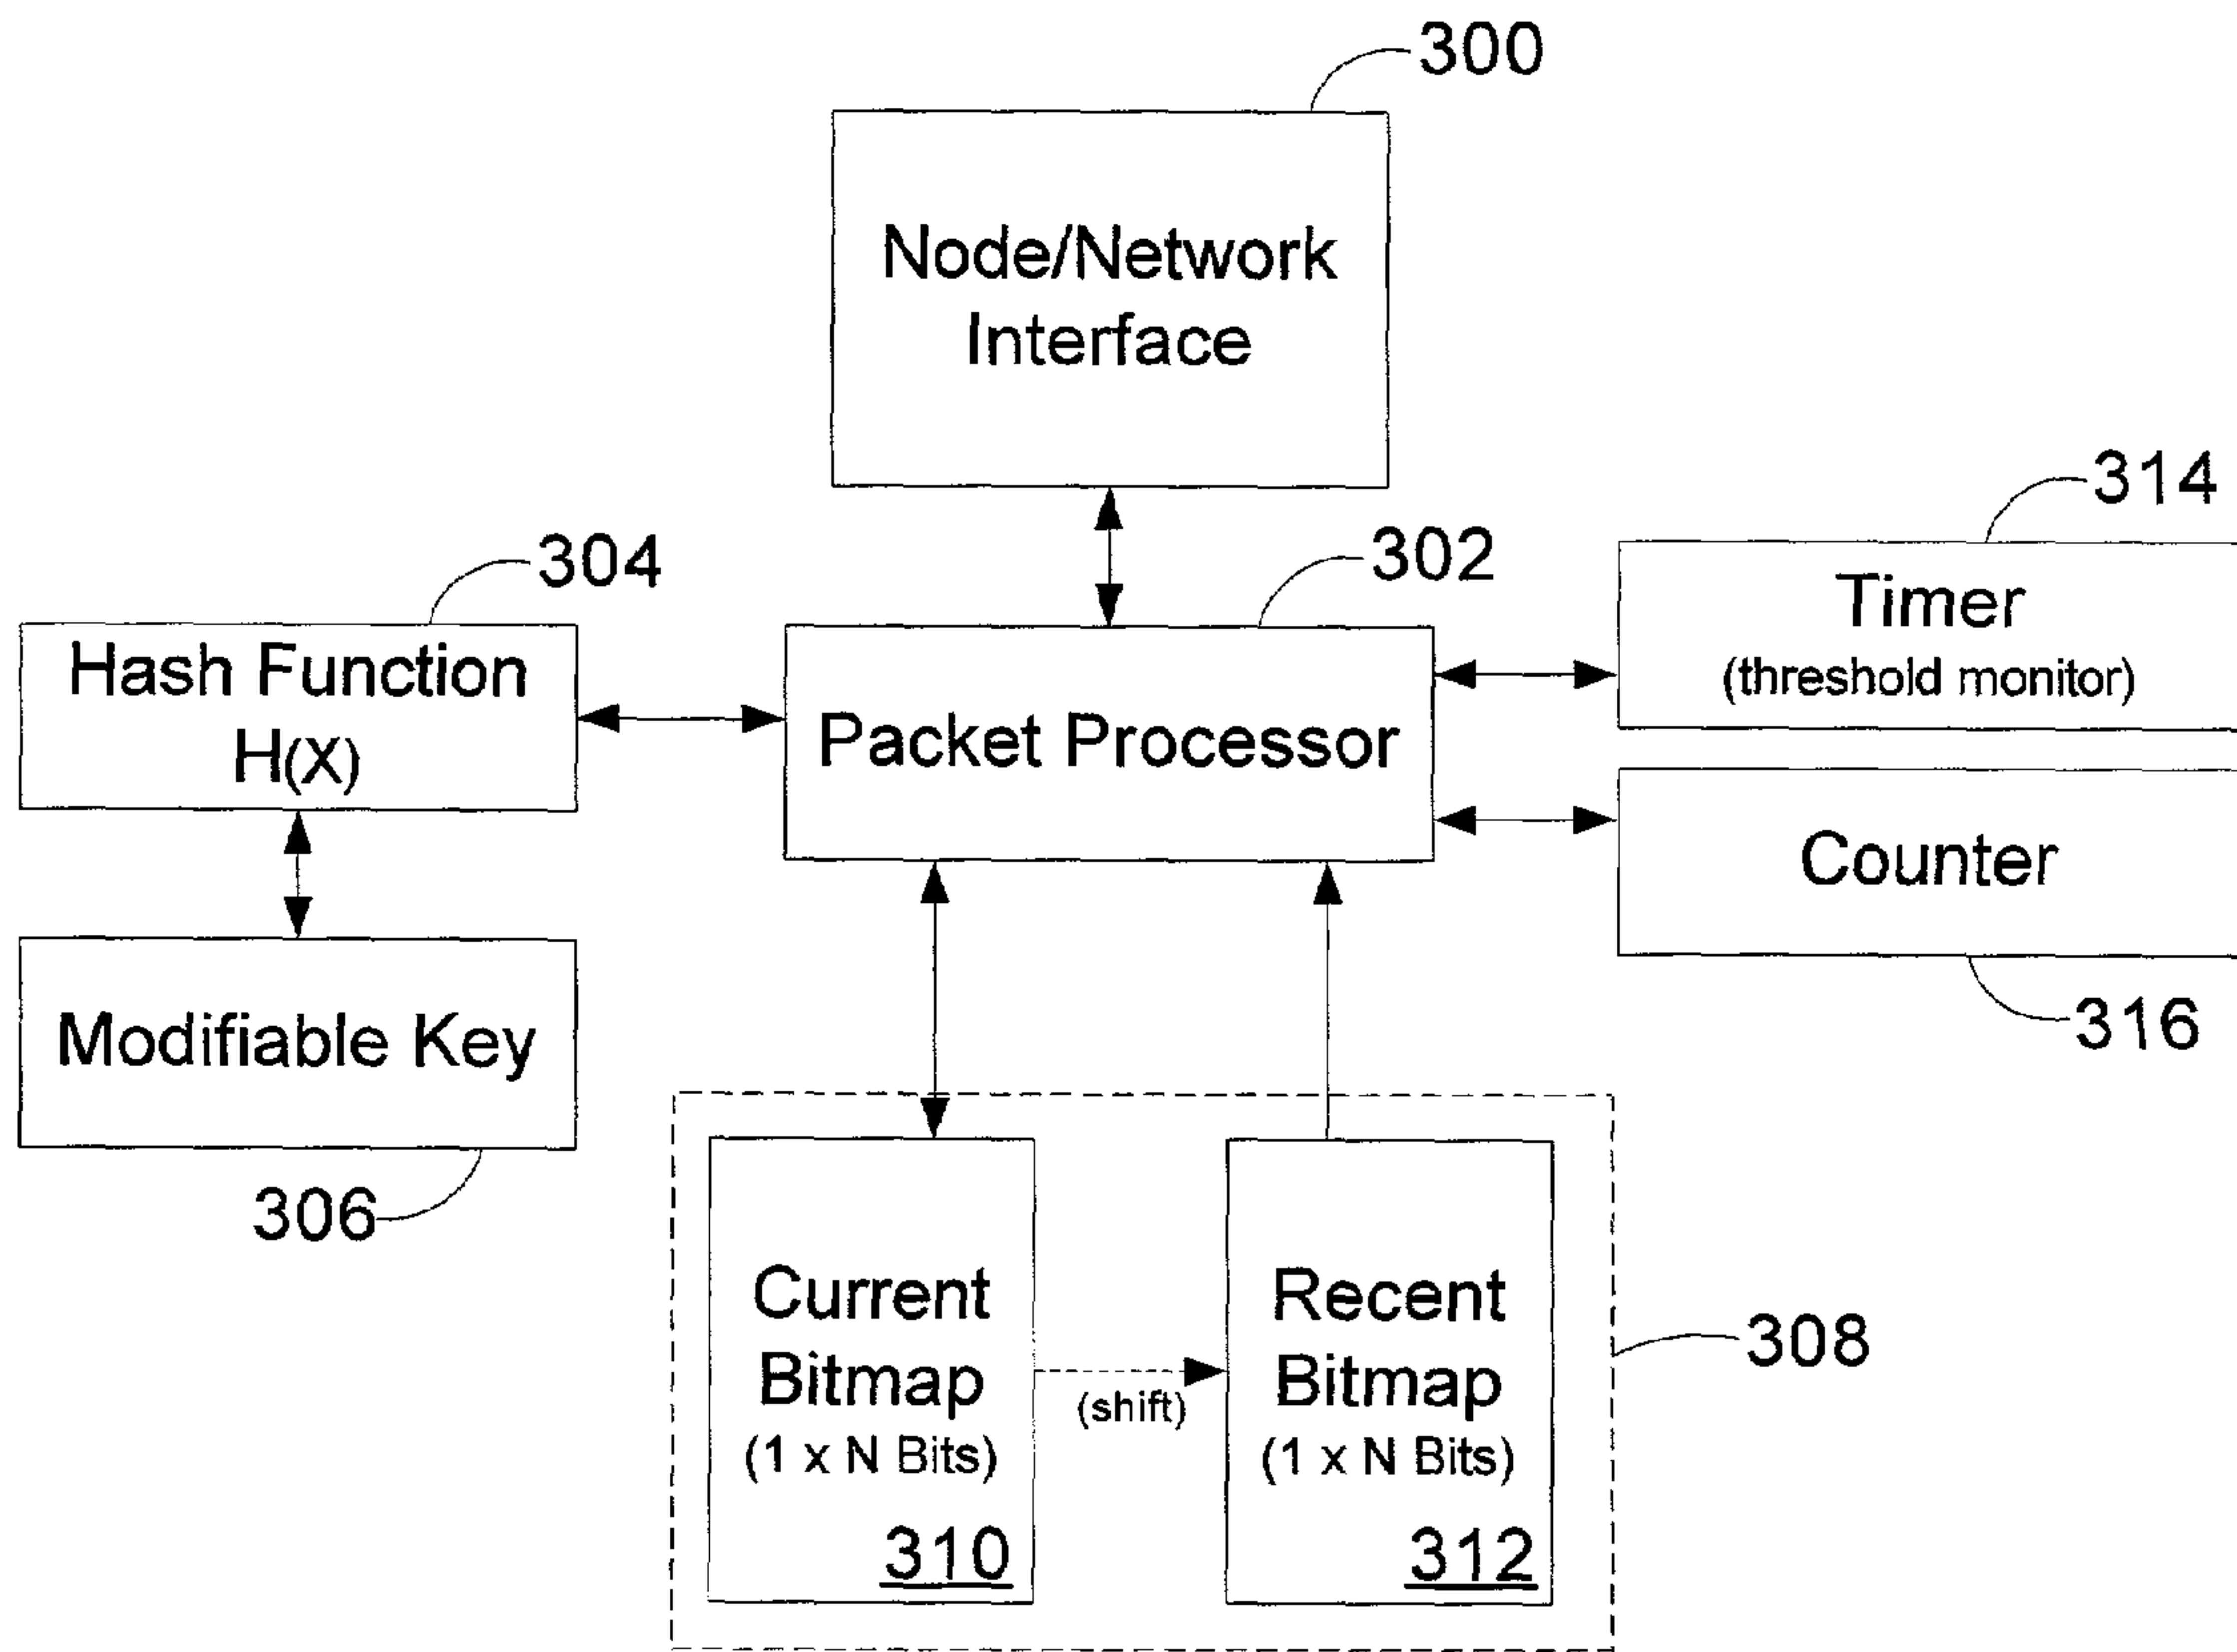 300
Node/Network
Interface
314
304
302
Timer
(threshold monitor)
Hash Function
H(X)
Packet Processor
Counter
316
Modifiable Key
306
Current
Bitmap
(1 x N Bits)
310
(shift)
Recent
Bitmap
(1 x N Bits)
312
308